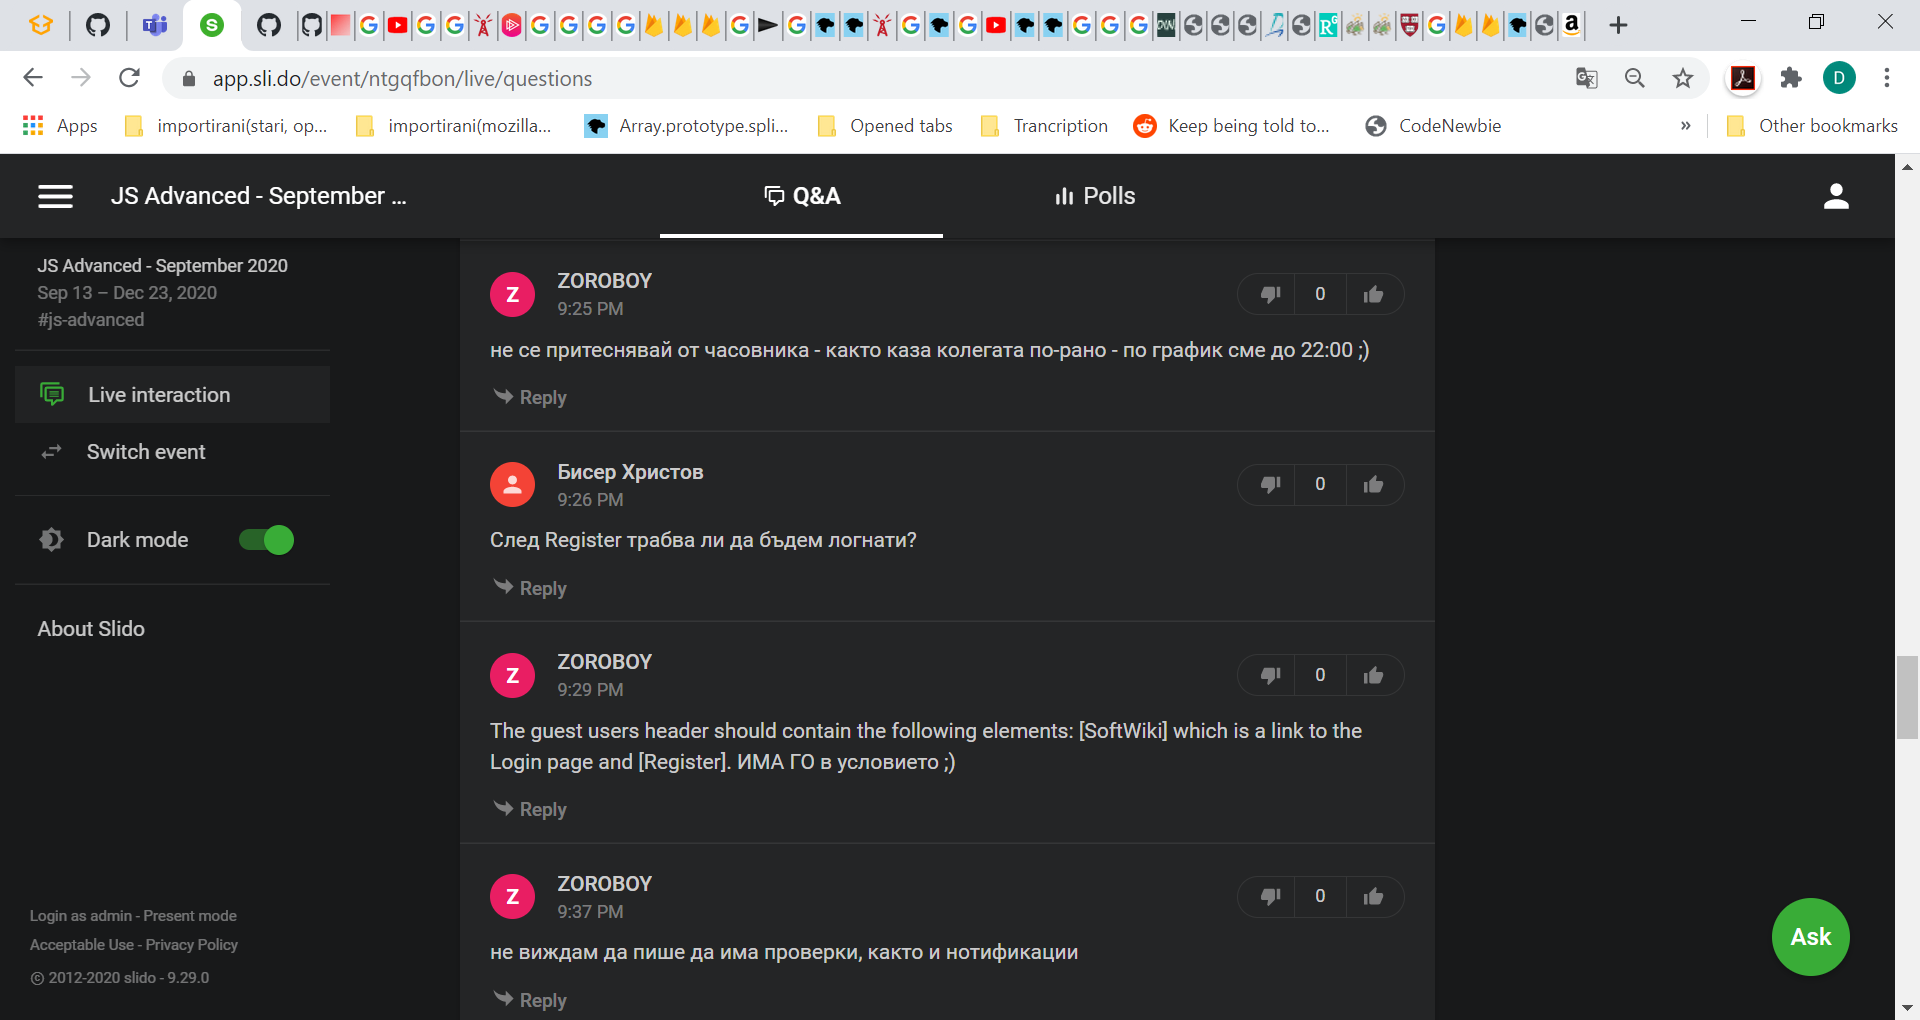 app.sli.do/event/ntgqfbon/live/questions
D
Apps
importirani(stari, op...
importirani(mozilla...
Array.prototype.spli...
Opened tabs
Trancription
Keep being told to...
CodeNewbie
»
Other bookmarks
JS Advanced - September ...
Q&A
Polls
JS Advanced - September 2020
Sep 13 – Dec 23, 2020
#js-advanced
Live interaction
Switch event
Dark mode
About Slido
Login as admin - Present mode
Acceptable Use - Privacy Policy
© 2012-2020 slido - 9.29.0
Z
ZOROBOY
9:25 PM
0
не се притеснявай от часовника - както каза колегата по-рано - по график сме до 22:00 ;)
Reply
Бисер Христов
9:26 PM
0
След Register трабва ли да бъдем логнати?
Reply
Z
ZOROBOY
9:29 PM
0
The guest users header should contain the following elements: [SoftWiki] which is a link to the
Login page and [Register]. ИМА ГО в условието ;)
Reply
Z
ZOROBOY
9:37 PM
0
не виждам да пише да има проверки, както и нотификации
Reply
Ask